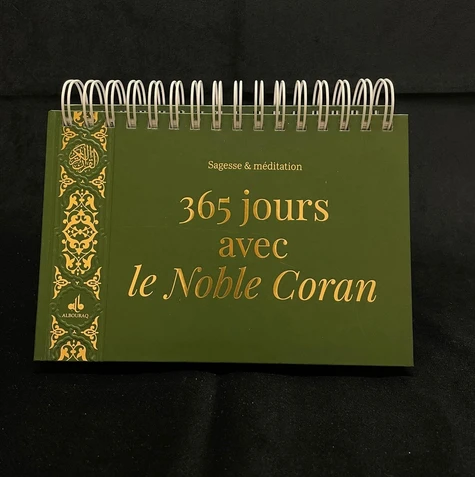 Sagesse & méditation
365 jours
avec
le Noble Coran
ALBOURAQ